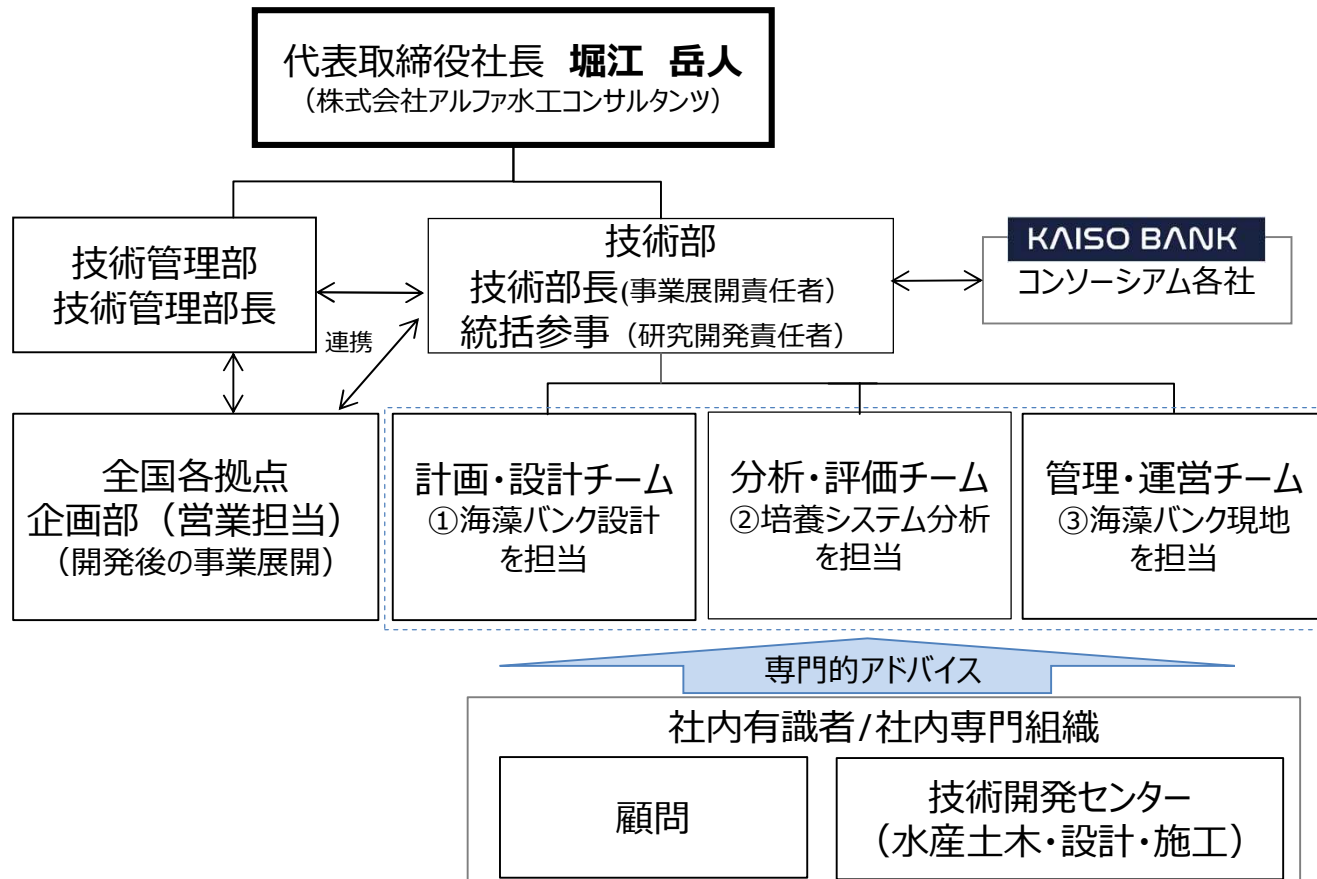 代表取締役社長 堀江 岳人
（株式会社アルファ水工コンサルタンツ）
技術管理部
技術管理部長
技術部
技術部長(事業展開責任者）
統括参事（研究開発責任者）
KAISO BANK
コンソーシアム各社
連携
全国各拠点
企画部（営業担当）
（開発後の事業展開）
計画・設計チーム
①海藻バンク設計
を担当
分析・評価チーム
②培養システム分析
を担当
管理・運営チーム
③海藻バンク現地
を担当
専門的アドバイス
社内有識者/社内専門組織
顧問
技術開発センター
（水産土木・設計・施工）